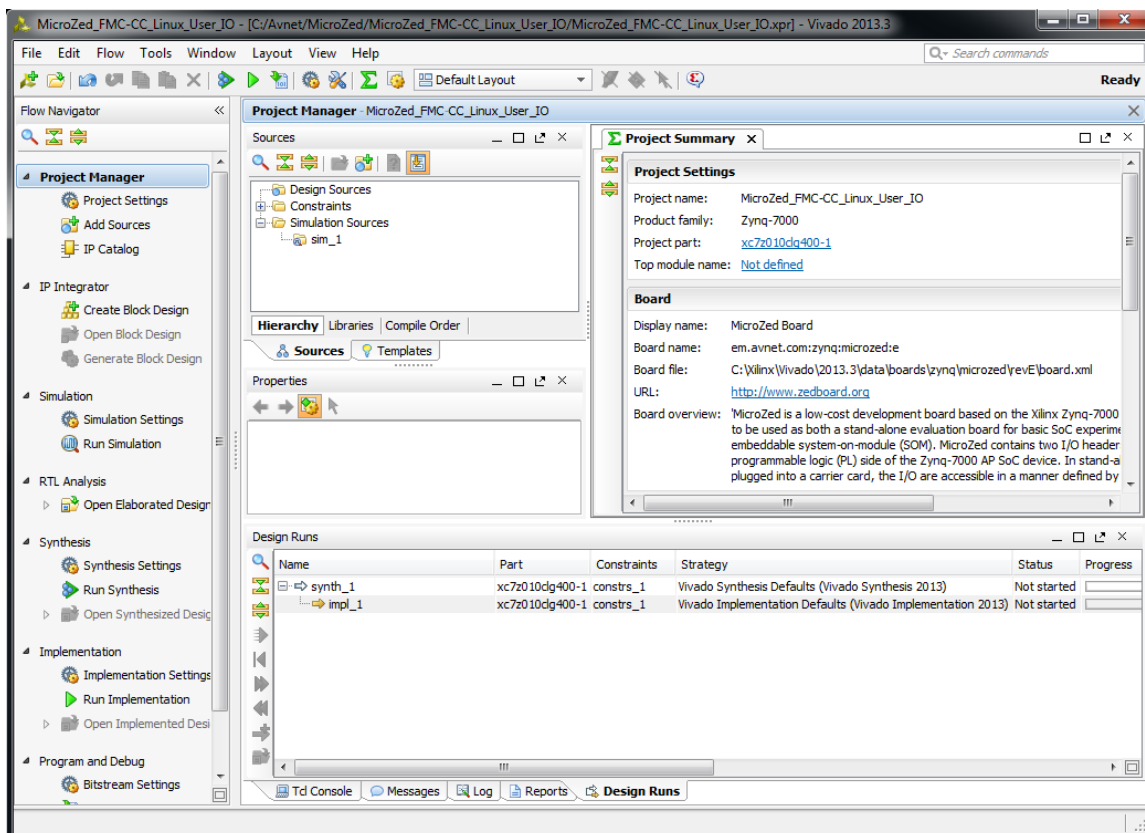 MicroZed_FMC-CC_Linux_User_IO - [C:/Avnet/MicroZed/MicroZed_FMC-CC_Linux_User_IO/MicroZed_FMC-CC_Linux_User_IO.xpr] - Vivado 2013.3
File Edit Flow Tools Window Layout View Help
Search commands
Default Layout
Ready
Flow Navigator
Project Manager
Project Settings
Add Sources
IP Catalog
IP Integrator
Create Block Design
Open Block Design
Generate Block Design
Simulation
Simulation Settings
Run Simulation
RTL Analysis
Open Elaborated Design
Synthesis
Synthesis Settings
Run Synthesis
Open Synthesized Desig
Implementation
Implementation Settings
Run Implementation
Open Implemented Desi
Program and Debug
Bitstream Settings
Project Manager - MicroZed_FMC-CC_Linux_User_IO
Sources
Design Sources
Constraints
Simulation Sources
sim_1
Hierarchy Libraries Compile Order
Sources Templates
Properties
Project Summary
Project Settings
Project name: MicroZed_FMC-CC_Linux_User_IO
Product family: Zynq-7000
Project part: xc7z010clg400-1
Top module name: Not defined
Board
Display name: MicroZed Board
Board name: em.avnet.com:zynq:microzed:e
Board file: C:\Xilinx\Vivado\2013.3\data\boards\zynq\microzed\revE\board.xml
URL: http://www.zedboard.org
Board overview: 'MicroZed is a low-cost development board based on the Xilinx Zynq-7000
to be used as both a stand-alone evaluation board for basic SoC experime
embeddable system-on-module (SOM). MicroZed contains two I/O header
programmable logic (PL) side of the Zynq-7000 AP SoC device. In stand-al
plugged into a carrier card, the I/O are accessible in a manner defined by
Design Runs
Name Part Constraints Strategy Status Progress
synth_1 xc7z010clg400-1 constrs_1 Vivado Synthesis Defaults (Vivado Synthesis 2013) Not started
impl_1 xc7z010clg400-1 constrs_1 Vivado Implementation Defaults (Vivado Implementation 2013) Not started
Tcl Console Messages Log Reports Design Runs